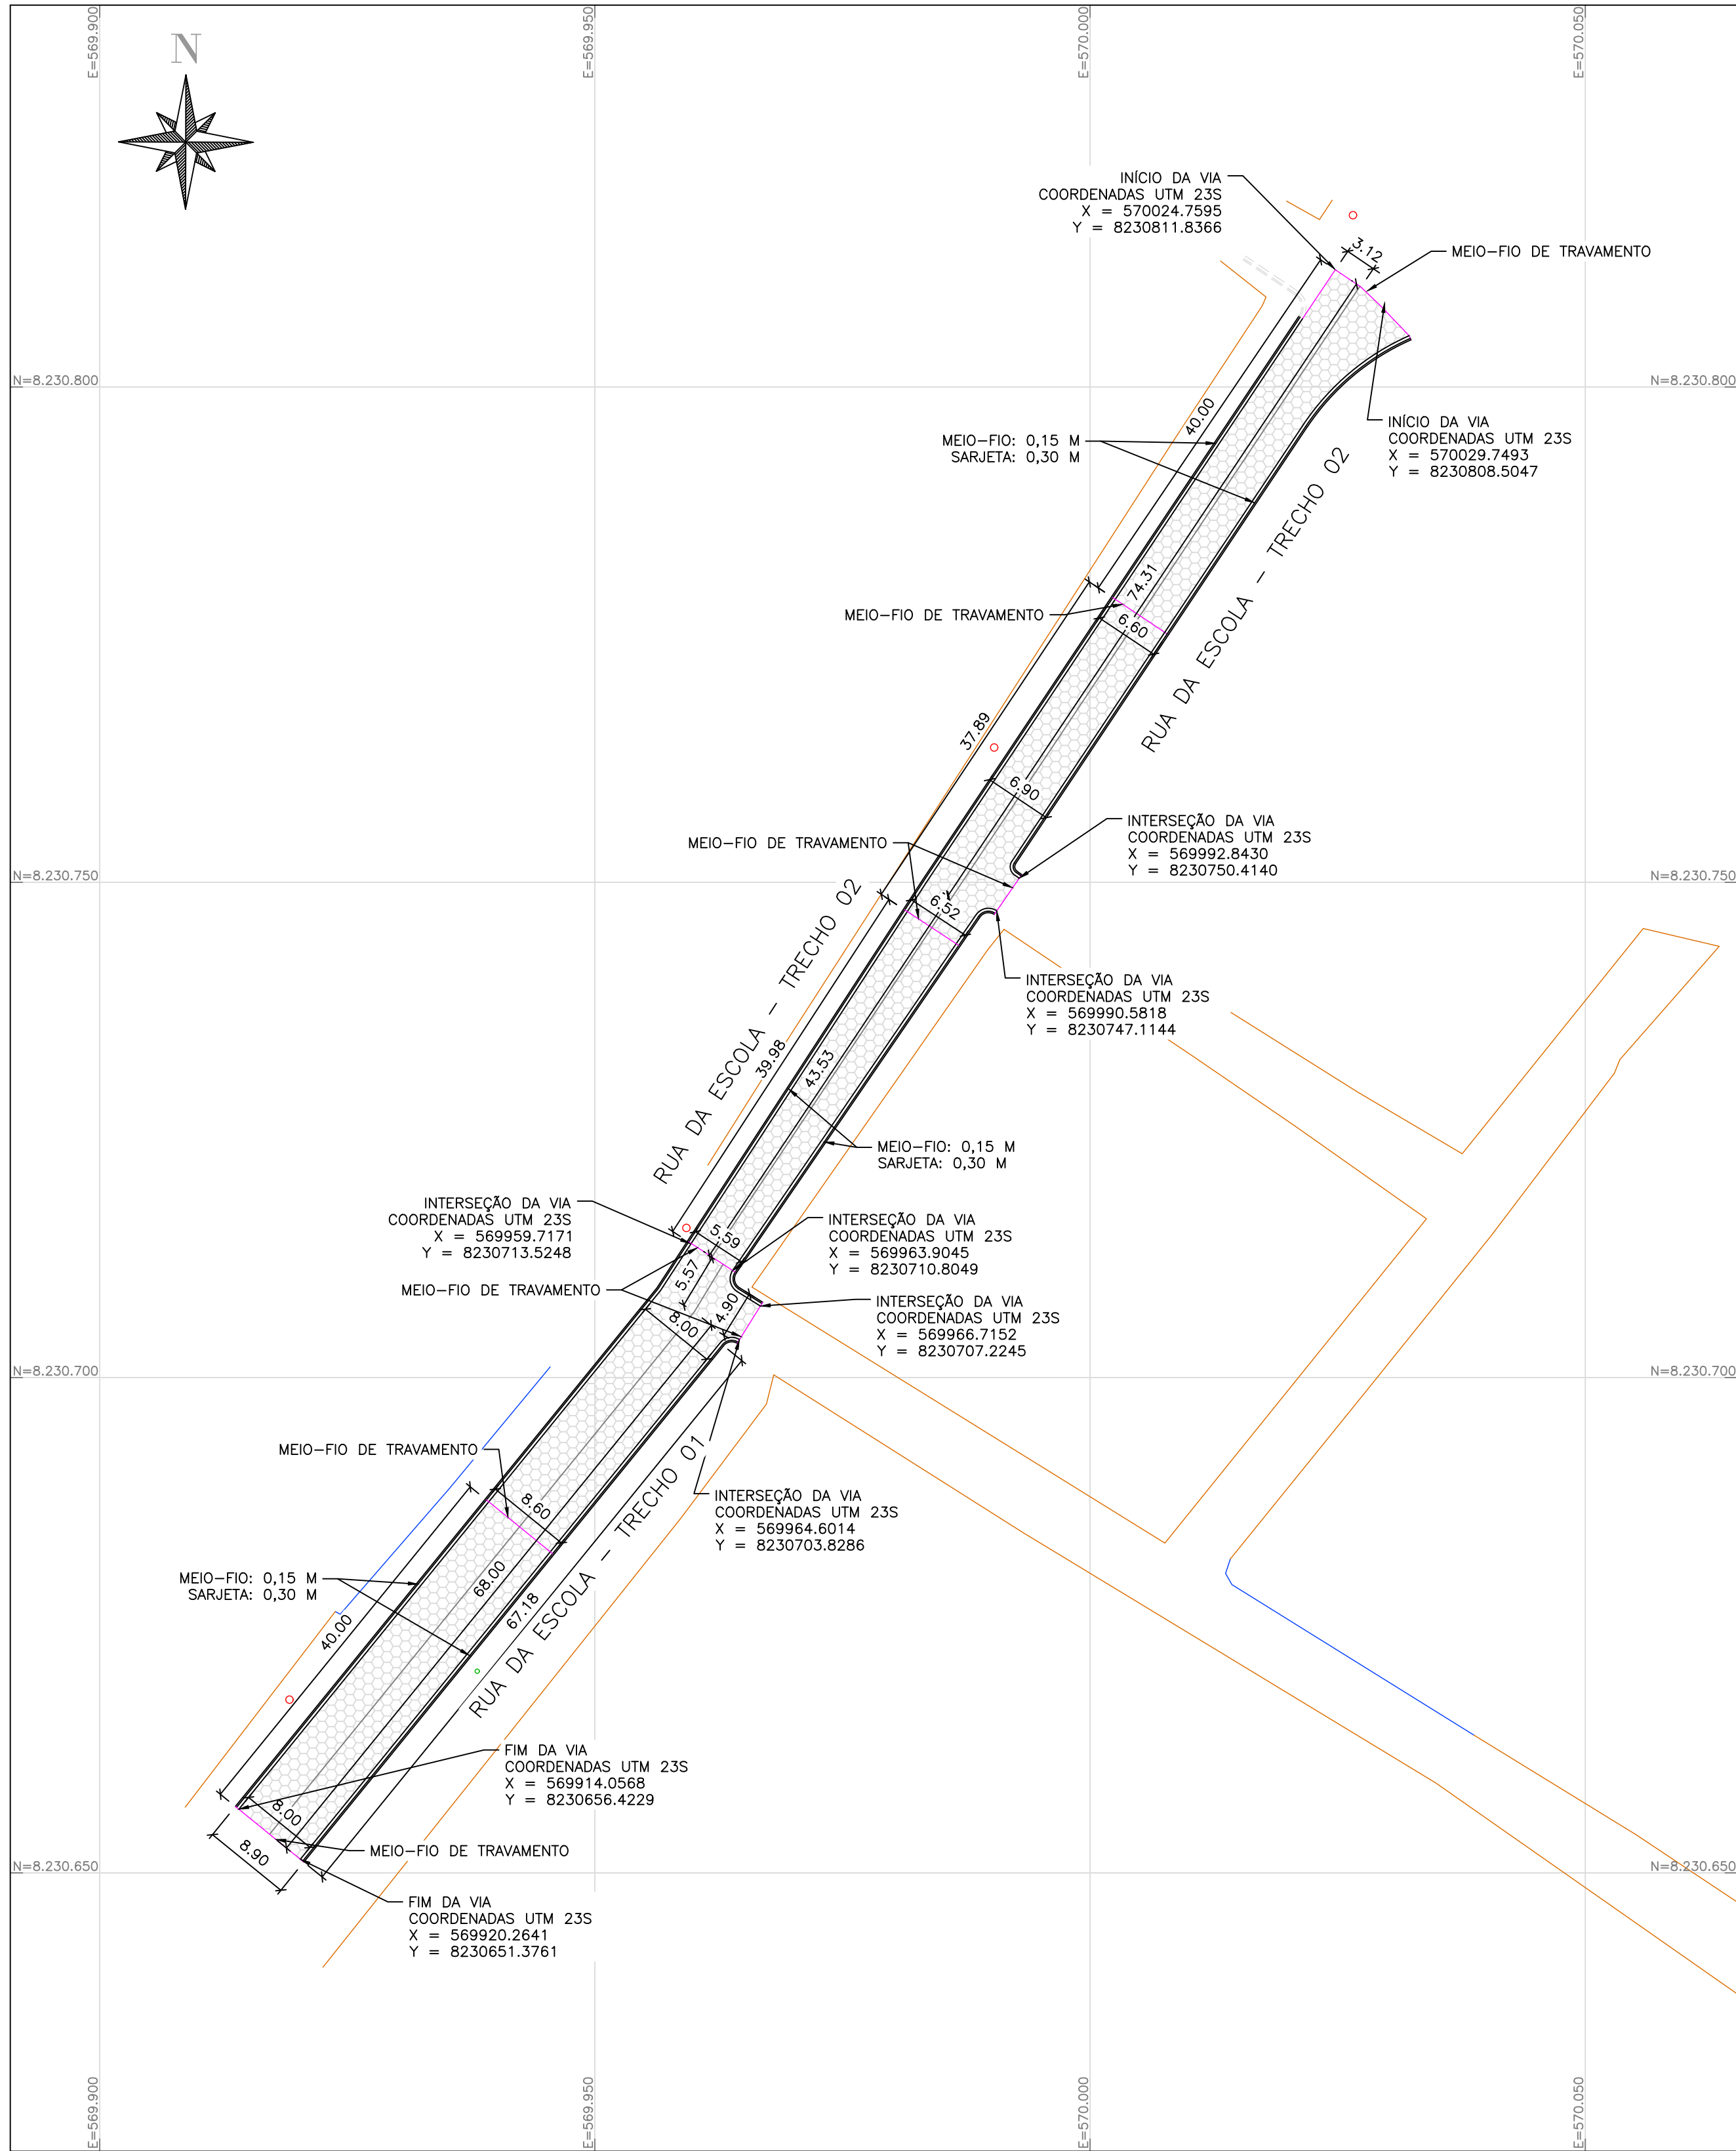 E=569.900
E=569.950
E=570.000
E=570.050
N
INÍCIO DA VIA
COORDENADAS UTM 23S
X = 570024.7595
Y = 8230811.8366
3.12
MEIO-FIO DE TRAVAMENTO
N=8.230.800
N=8.230.800
40.00
INÍCIO DA VIA
COORDENADAS UTM 23S
X = 570029.7493
Y = 8230808.5047
MEIO-FIO: 0,15 M
SARJETA: 0,30 M
RUA DA ESCOLA - TRECHO 02
74.31
MEIO-FIO DE TRAVAMENTO
6.60
37.89
6.90
INTERSEÇÃO DA VIA
COORDENADAS UTM 23S
X = 569992.8430
Y = 8230750.4140
MEIO-FIO DE TRAVAMENTO
N=8.230.750
N=8.230.750
6.52
RUA DA ESCOLA - TRECHO 02
INTERSEÇÃO DA VIA
COORDENADAS UTM 23S
X = 569990.5818
Y = 8230747.1144
39.98
43.53
MEIO-FIO: 0,15 M
SARJETA: 0,30 M
INTERSEÇÃO DA VIA
COORDENADAS UTM 23S
X = 569959.7171
Y = 8230713.5248
5.59
INTERSEÇÃO DA VIA
COORDENADAS UTM 23S
X = 569963.9045
Y = 8230710.8049
5.57
MEIO-FIO DE TRAVAMENTO
4.90
8.00
INTERSEÇÃO DA VIA
COORDENADAS UTM 23S
X = 569966.7152
Y = 8230707.2245
N=8.230.700
N=8.230.700
MEIO-FIO DE TRAVAMENTO
8.60
RUA DA ESCOLA - TRECHO 01
INTERSEÇÃO DA VIA
COORDENADAS UTM 23S
X = 569964.6014
Y = 8230703.8286
MEIO-FIO: 0,15 M
SARJETA: 0,30 M
68.00
67.18
40.00
FIM DA VIA
COORDENADAS UTM 23S
X = 569914.0568
Y = 8230656.4229
8.00
MEIO-FIO DE TRAVAMENTO
8.90
N=8.230.650
N=8.230.650
FIM DA VIA
COORDENADAS UTM 23S
X = 569920.2641
Y = 8230651.3761
E=569.900
E=569.950
E=570.000
E=570.050